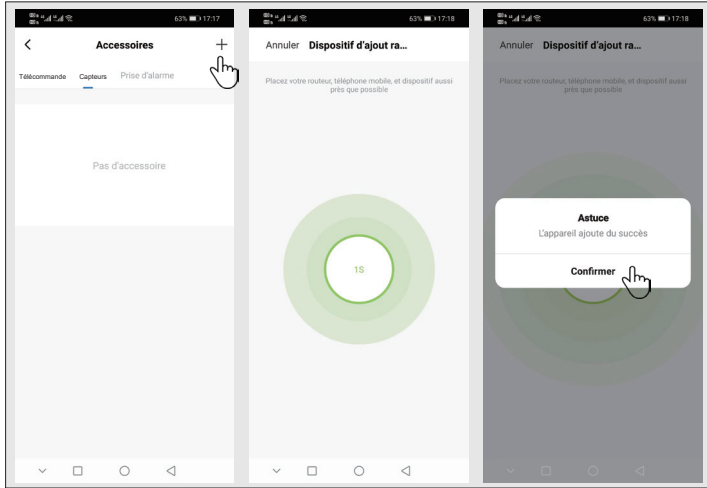 63% 17:17
Accessoires
Télécommande Capteurs Prise d'alarme
Pas d'accessoire
63% 17:18
Annuler Dispositif d'ajout ra...
Placez votre routeur, téléphone mobile, et dispositif aussi
près que possible
1S
63% 17:18
Annuler Dispositif d'ajout ra...
Placez votre routeur, téléphone mobile, et dispositif aussi
près que possible
Astuce
L'appareil ajoute du succès
Confirmer